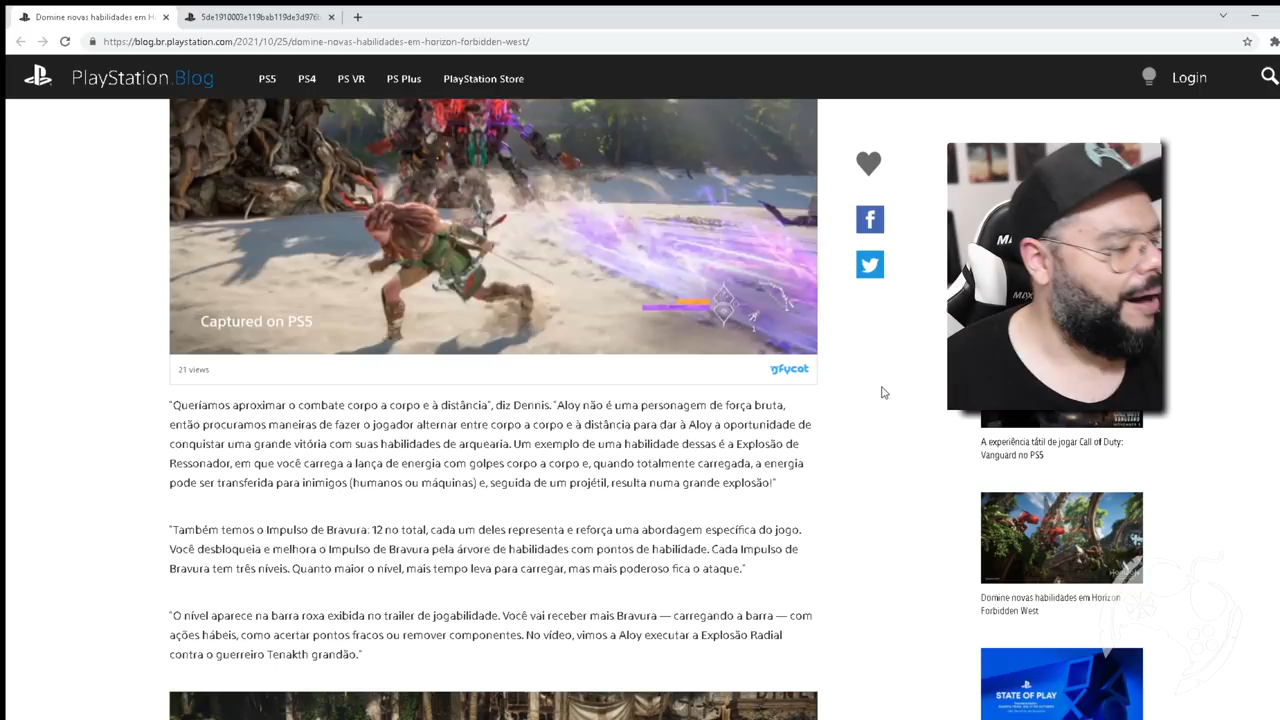 Domine novas habilidades em H
5de1910003e119bab119de3d976b
https://blog.br.playstation.com/2021/10/25/domine-novas-habilidades-em-horizon-forbidden-west/
PlayStation.Blog
PS5 PS4 PS VR PS Plus PlayStation Store
Login
Captured on PS5
21 views
gfycat
"Queríamos aproximar o combate corpo a corpo e à distância", diz Dennis. "Aloy não é uma personagem de força bruta,
então procuramos maneiras de fazer o jogador alternar entre corpo a corpo e à distância para dar à Aloy a oportunidade de
conquistar uma grande vitória com suas habilidades de arquearia. Um exemplo de uma habilidade dessas é a Explosão de
Ressonador, em que você carrega a lança de energia com golpes corpo a corpo e, quando totalmente carregada, a energia
pode ser transferida para inimigos (humanos ou máquinas) e, seguida de um projétil, resulta numa grande explosão!"
"Também temos o Impulso de Bravura: 12 no total, cada um deles representa e reforça uma abordagem específica do jogo.
Você desbloqueia e melhora o Impulso de Bravura pela árvore de habilidades com pontos de habilidade. Cada Impulso de
Bravura tem três níveis. Quanto maior o nível, mais tempo leva para carregar, mas mais poderoso fica o ataque."
"O nível aparece na barra roxa exibida no trailer de jogabilidade. Você vai receber mais Bravura — carregando a barra — com
ações hábeis, como acertar pontos fracos ou remover componentes. No vídeo, vimos a Aloy executar a Explosão Radial
contra o guerreiro Tenakth grandão."
A experiência tátil de jogar Call of Duty:
Vanguard no PS5
Domine novas habilidades em Horizon
Forbidden West
STATE OF PLAY